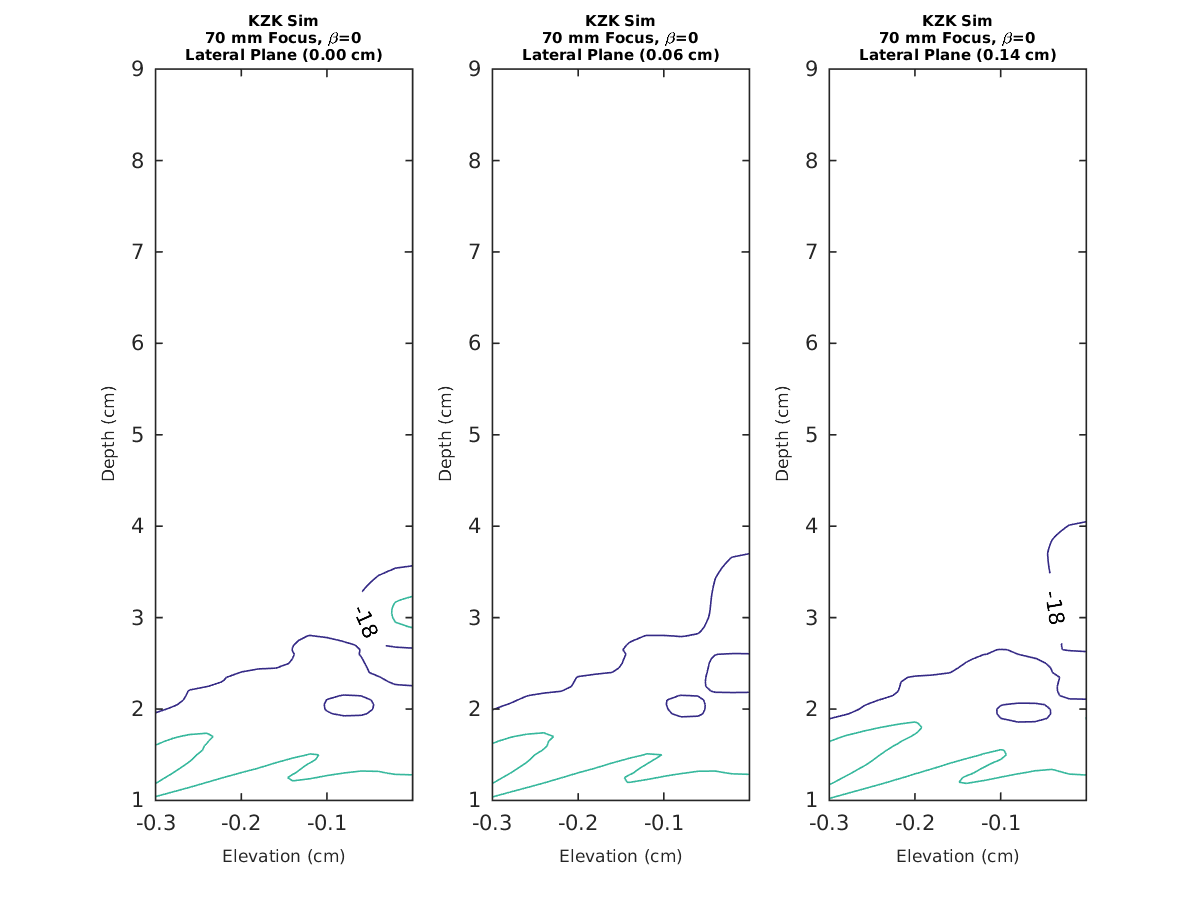 KZK Sim
70 mm Focus, β=0
Lateral Plane (0.00 cm)
9
8
7
6
5
4
3
2
1
-0.3
-0.2
-0.1
Depth (cm)
Elevation (cm)
-18
KZK Sim
70 mm Focus, β=0
Lateral Plane (0.06 cm)
9
8
7
6
5
4
3
2
1
-0.3
-0.2
-0.1
Depth (cm)
Elevation (cm)
KZK Sim
70 mm Focus, β=0
Lateral Plane (0.14 cm)
9
8
7
6
5
4
3
2
1
-0.3
-0.2
-0.1
Depth (cm)
Elevation (cm)
-18